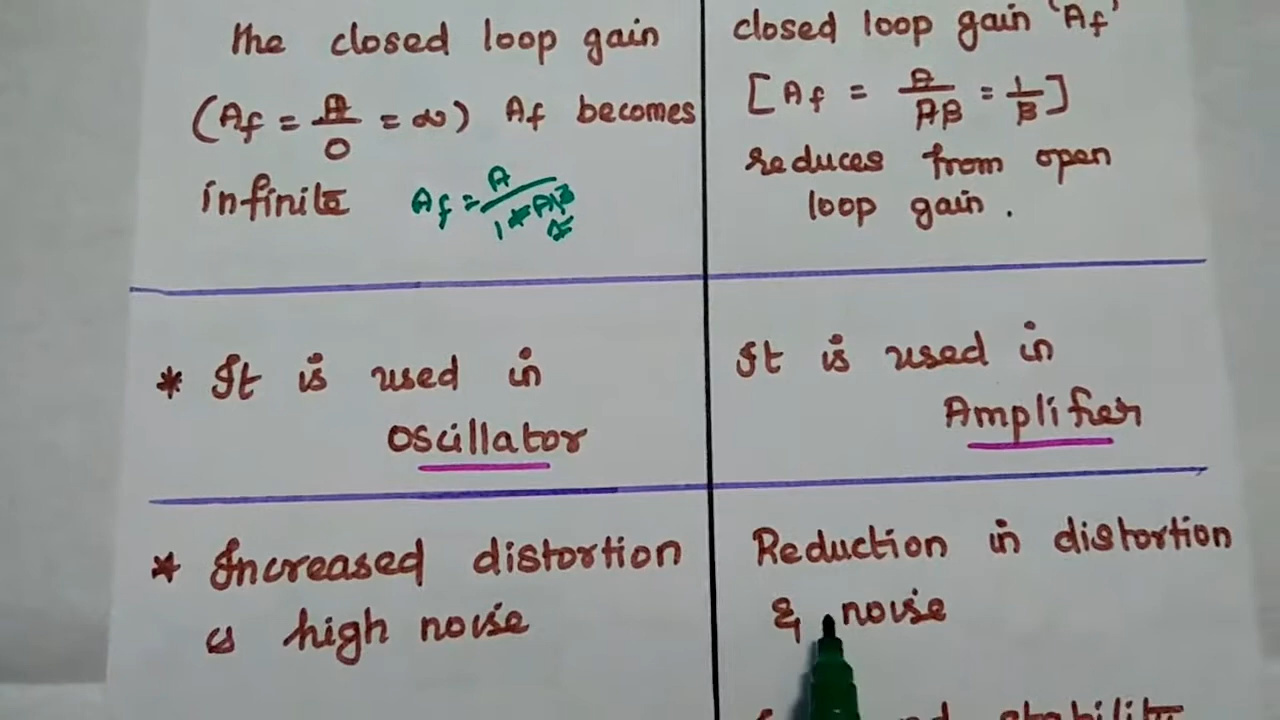 the closed loop gain
(Af = A/0 = ∞) Af becomes
infinite Af = A/
closed loop gain 'Af'
[Af = A/Aβ = 1/β]
reduces from open
loop gain.
* It is used in
Oscillator
It is used in
Amplifier
* Increased distortion
high noise
Reduction in distortion
& noise
stability